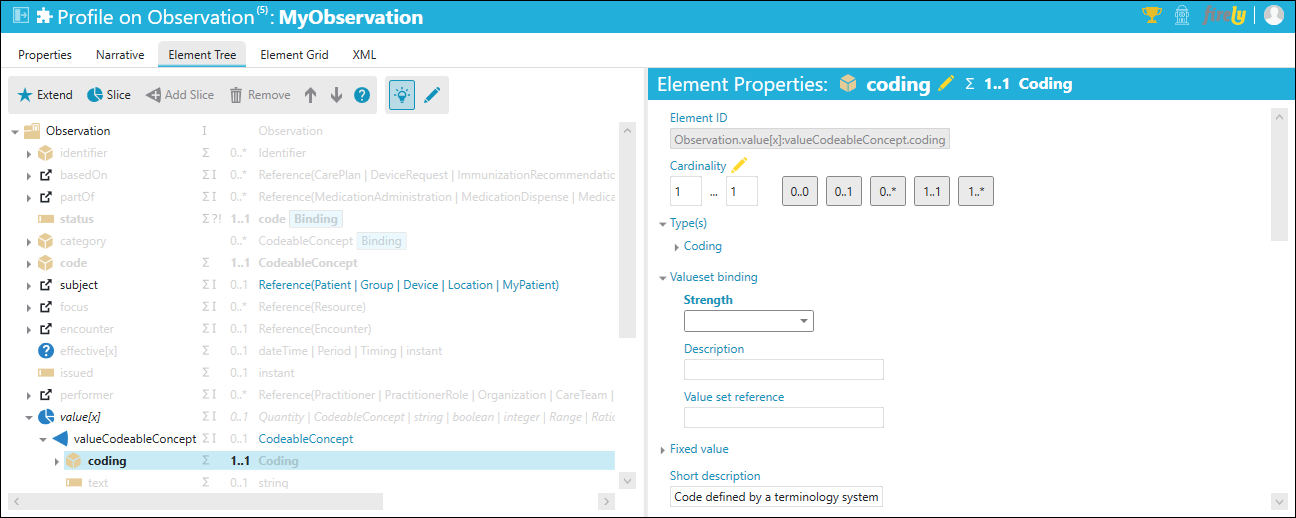 Profile on Observation (5) : MyObservation
firely
Properties Narrative Element Tree Element Grid XML
Extend Slice Add Slice Remove ?
Observation I Observation
identifier Σ 0..* Identifier
basedOn Σ I 0..* Reference(CarePlan | DeviceRequest | ImmunizationRecommendatio
partOf Σ I 0..* Reference(MedicationAdministration | MedicationDispense | Medica
status Σ ?! 1..1 code Binding
category 0..* CodeableConcept Binding
code Σ 1..1 CodeableConcept
subject Σ I 0..1 Reference(Patient | Group | Device | Location | MyPatient)
focus Σ I 0..* Reference(Resource)
encounter Σ I 0..1 Reference(Encounter)
? effective[x] Σ 0..1 dateTime | Period | Timing | instant
issued Σ 0..1 instant
performer Σ I 0..* Reference(Practitioner | PractitionerRole | Organization | CareTeam |
value[x] Σ I 0..1 Quantity | CodeableConcept | string | boolean | integer | Range | Ratio
valueCodeableConcept Σ I 0..1 CodeableConcept
coding Σ 1..1 Coding
text Σ 0..1 string
Element Properties: coding Σ 1..1 Coding
Element ID
Observation.value[x]:valueCodeableConcept.coding
Cardinality
1 ... 1 0..0 0..1 0..* 1..1 1..*
Type(s)
Coding
Valueset binding
Strength
Description
Value set reference
Fixed value
Short description
Code defined by a terminology system